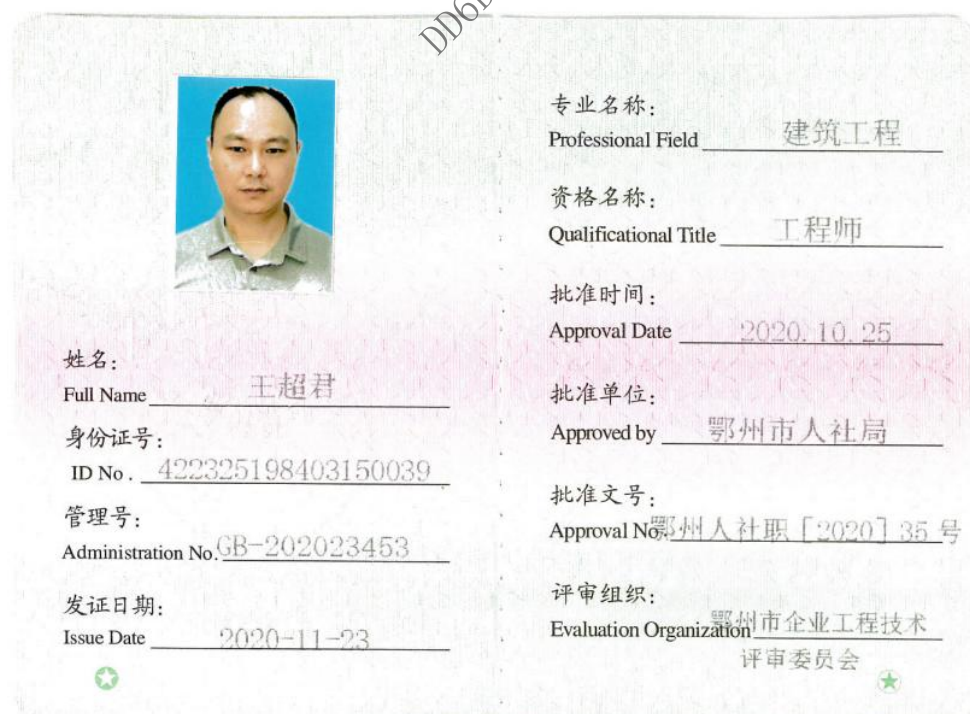 姓名：
Full Name 王超君
身份证号：
ID No . 422325198403150039
管理号：
Administration No. GB-202023453
发证日期：
Issue Date 2020-11-23
专业名称：
Professional Field 建筑工程
资格名称：
Qualificational Title 工程师
批准时间：
Approval Date 2020.10.25
批准单位：
Approved by 鄂州市人社局
批准文号：
Approval No. 鄂州人社职［2020］35 号
评审组织：
Evaluation Organization 鄂州市企业工程技术
评审委员会